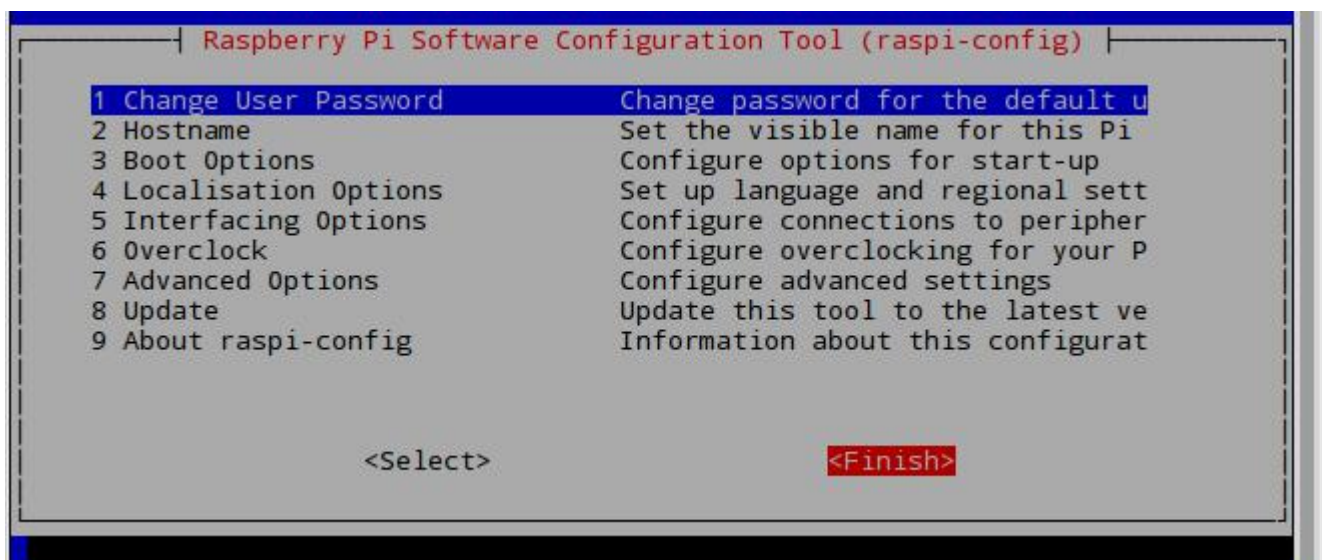 Raspberry Pi Software Configuration Tool (raspi-config)
1 Change User Password Change password for the default u
2 Hostname Set the visible name for this Pi
3 Boot Options Configure options for start-up
4 Localisation Options Set up language and regional sett
5 Interfacing Options Configure connections to peripher
6 Overclock Configure overclocking for your P
7 Advanced Options Configure advanced settings
8 Update Update this tool to the latest ve
9 About raspi-config Information about this configurat
<Select> <Finish>